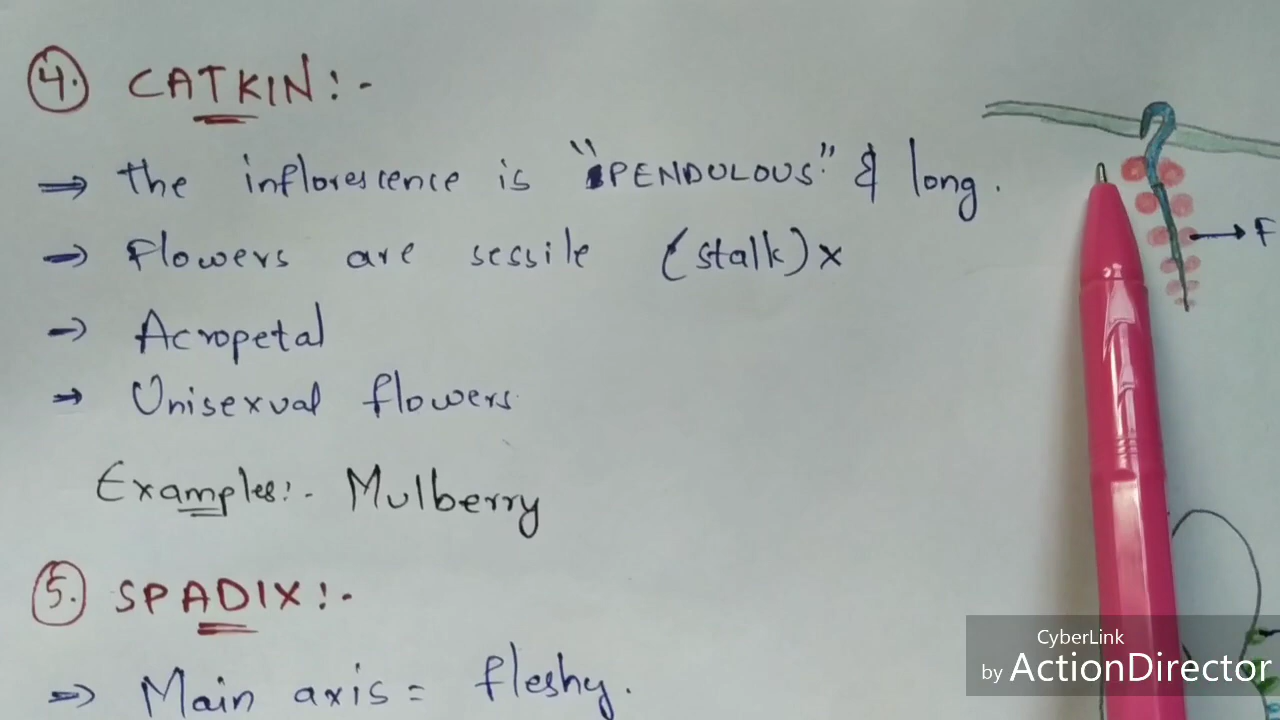 4. CATKIN:-
⇒ the inflorescence is "PENDULOUS" & long.
→ Flowers are sessile (stalk) x
→ Acropetal
→ Unisexual flowers
Examples:- Mulberry
→ F
5. SPADIX:-
⇒ Main axis = fleshy.
CyberLink
by ActionDirector